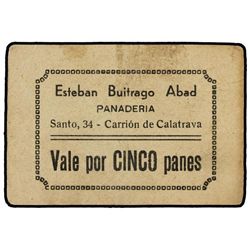 Esteban Buitrago Abad
PANADERIA
Santo, 34 - Carrión de Calatrava
Vale por CINCO panes